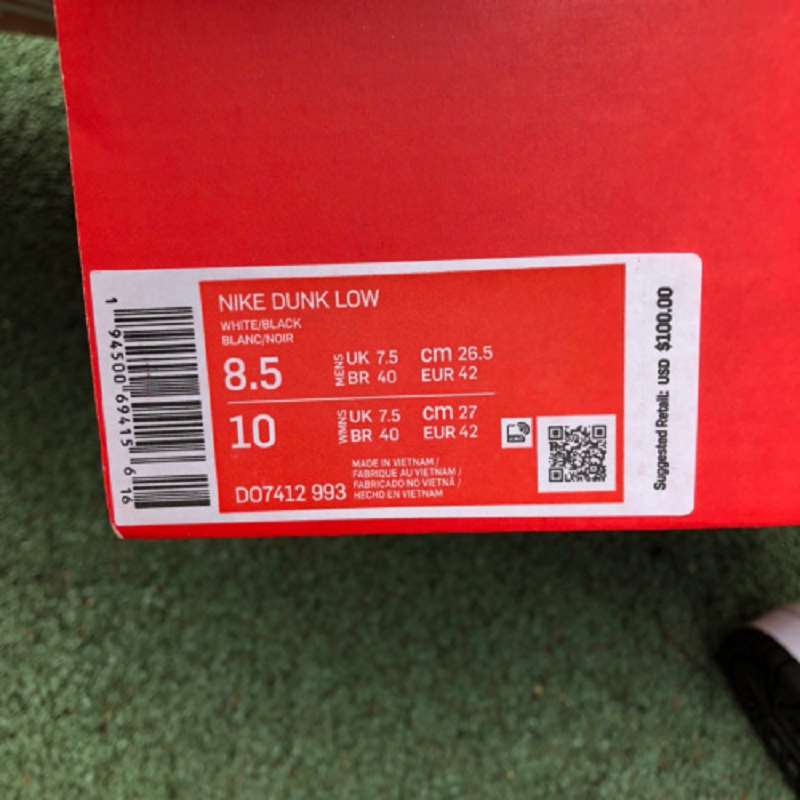 NIKE DUNK LOW
WHITE/BLACK
BLANC/NOIR
8.5
MENS
UK 7.5 cm 26.5
BR 40 EUR 42
10
WMNS
UK 7.5 cm 27
BR 40 EUR 42
DO7412 993
MADE IN VIETNAM /
FABRIQUE AU VIETNAM /
FABRICADO NO VIETNÃ /
HECHO EN VIETNAM
1 94500 69415 6 16
Suggested Retail: USD $100.00